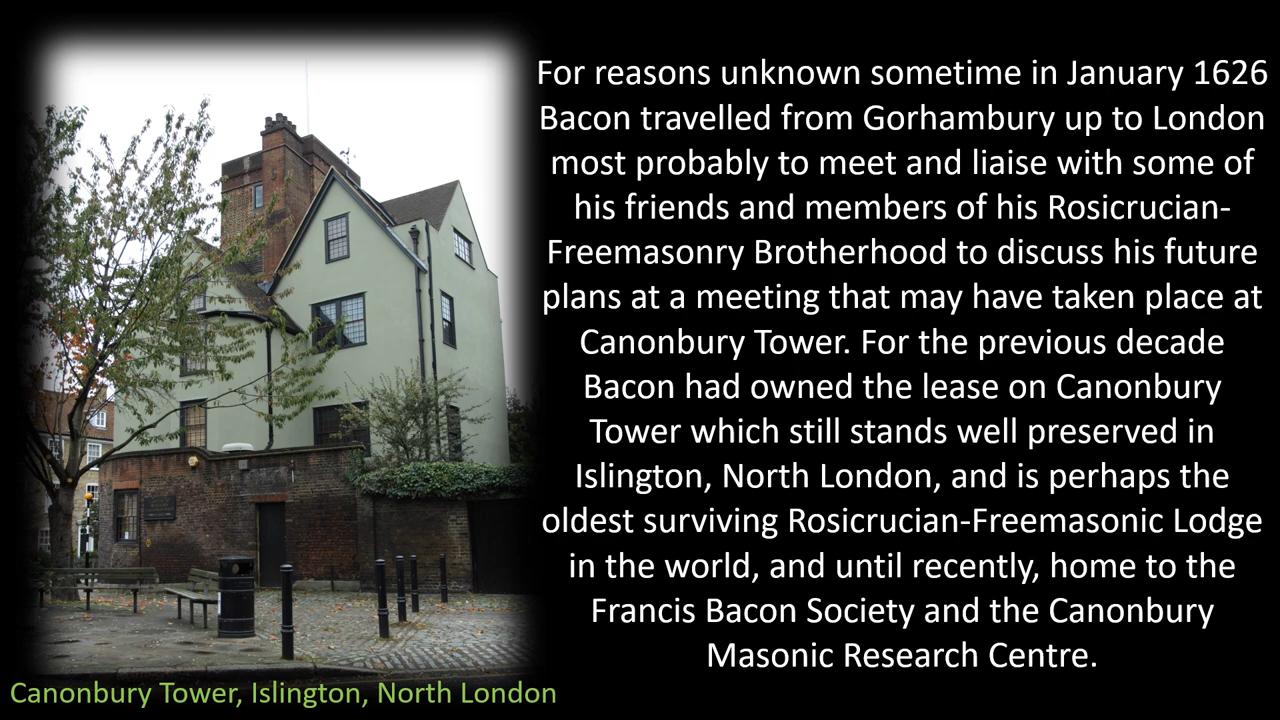 For reasons unknown sometime in January 1626
Bacon travelled from Gorhambury up to London
most probably to meet and liaise with some of
his friends and members of his Rosicrucian-
Freemasonry Brotherhood to discuss his future
plans at a meeting that may have taken place at
Canonbury Tower. For the previous decade
Bacon had owned the lease on Canonbury
Tower which still stands well preserved in
Islington, North London, and is perhaps the
oldest surviving Rosicrucian-Freemasonic Lodge
in the world, and until recently, home to the
Francis Bacon Society and the Canonbury
Masonic Research Centre.
Canonbury Tower, Islington, North London